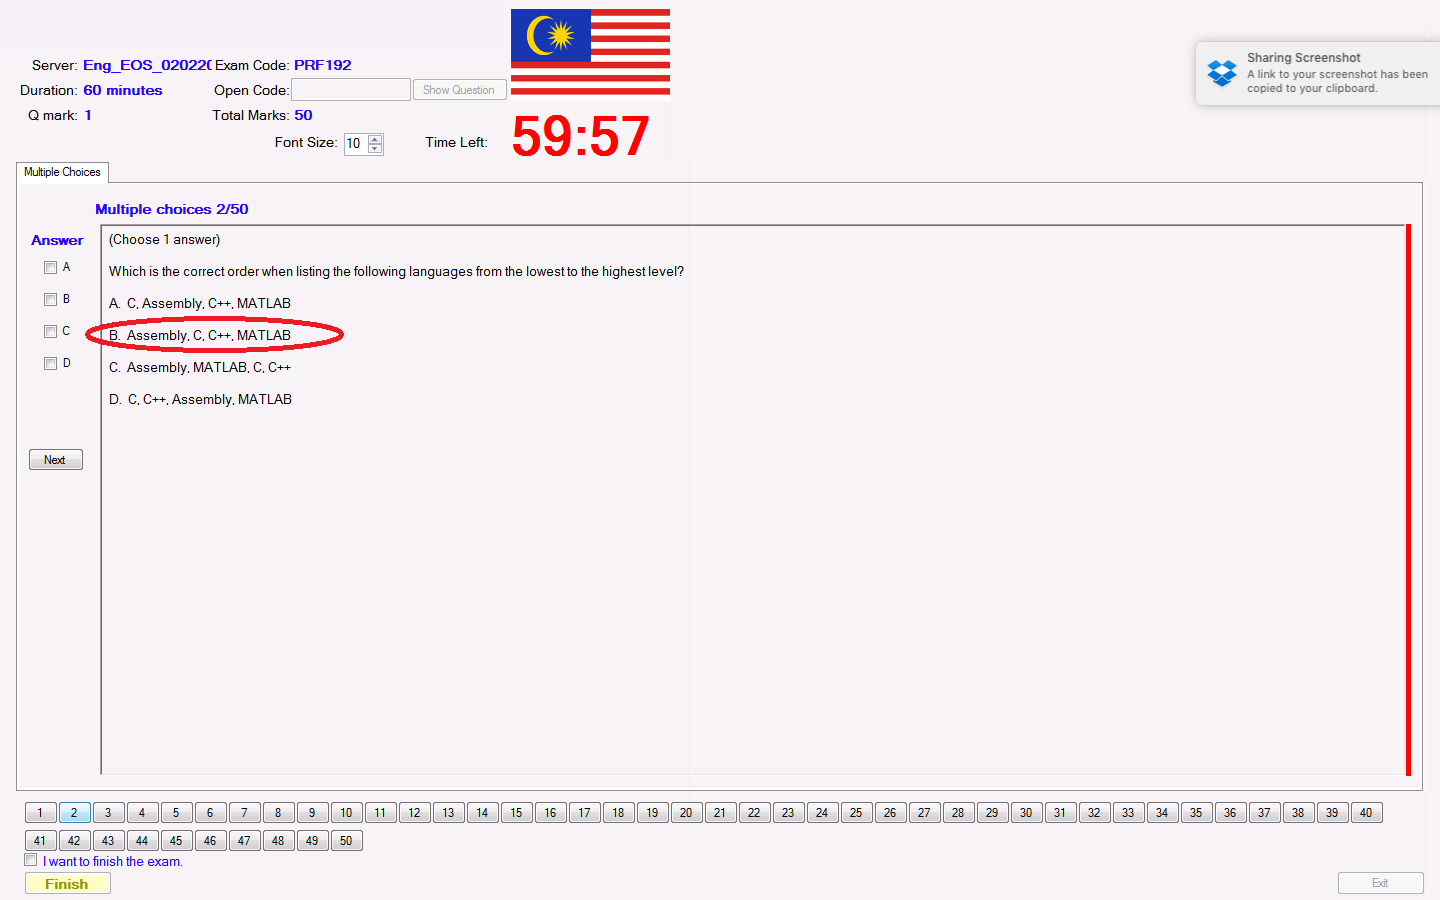 Server: Eng_EOS_02022 Exam Code: PRF192
Duration: 60 minutes Open Code: Show Question
Q mark: 1 Total Marks: 50
Font Size: 10 Time Left: 59:57
Sharing Screenshot
A link to your screenshot has been
copied to your clipboard.
Multiple Choices
Multiple choices 2/50
Answer
A
B
C
D
Next
(Choose 1 answer)
Which is the correct order when listing the following languages from the lowest to the highest level?
A. C, Assembly, C++, MATLAB
B. Assembly, C, C++, MATLAB
C. Assembly, MATLAB, C, C++
D. C, C++, Assembly, MATLAB
1 2 3 4 5 6 7 8 9 10 11 12 13 14 15 16 17 18 19 20 21 22 23 24 25 26 27 28 29 30 31 32 33 34 35 36 37 38 39 40
41 42 43 44 45 46 47 48 49 50
I want to finish the exam.
Finish
Exit